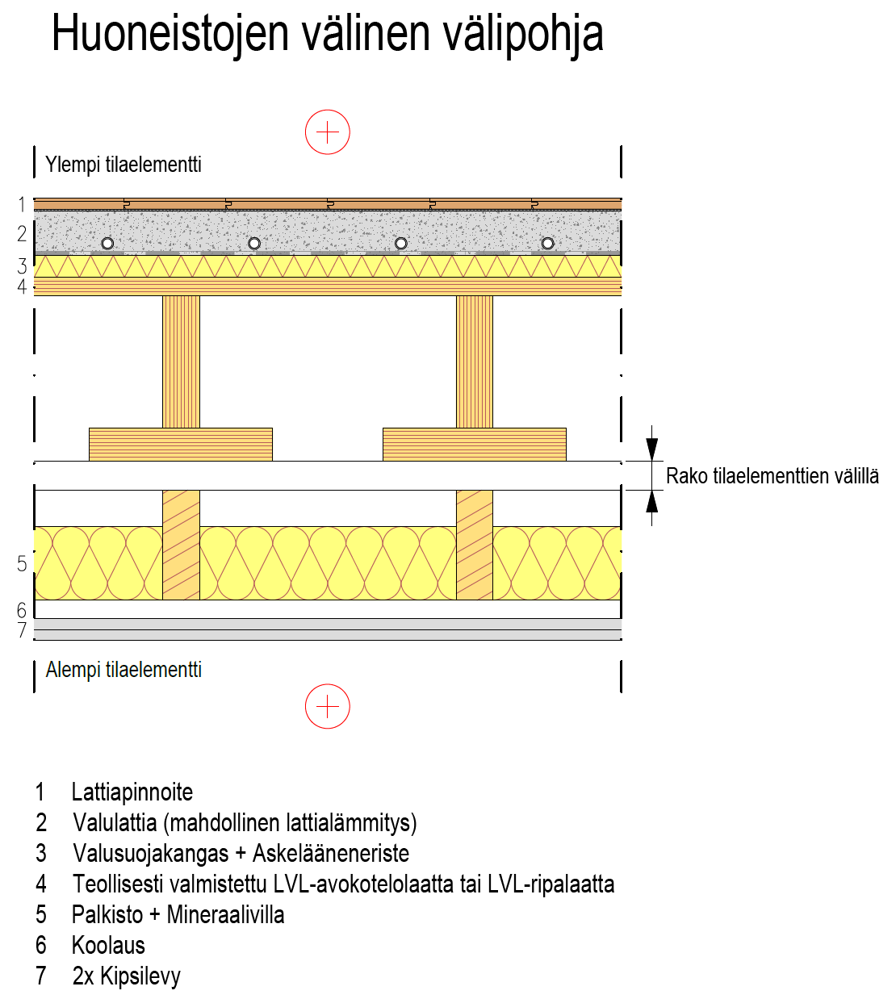 Huoneistojen välinen välipohja
Ylempi tilaelementti
1
2
3
4
Rako tilaelementtien välillä
5
6
7
Alempi tilaelementti
1 Lattiapinnoite
2 Valulattia (mahdollinen lattialämmitys)
3 Valusuojakangas + Askelääneneriste
4 Teollisesti valmistettu LVL-avokotelolaatta tai LVL-ripalaatta
5 Palkisto + Mineraalivilla
6 Koolaus
7 2x Kipsilevy